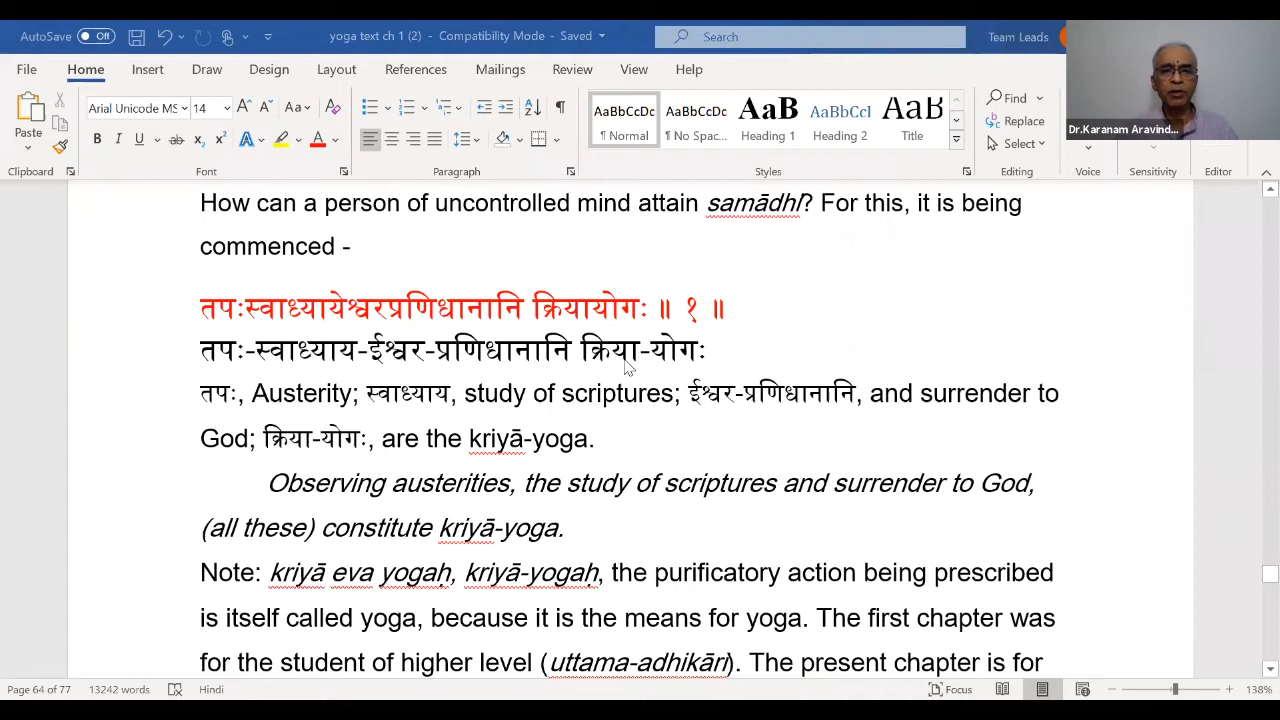 AutoSave Off yoga text ch 1 (2) - Compatibility Mode - Saved Search Team Leads
File Home Insert Draw Design Layout References Mailings Review View Help
Dr.Karanam Aravind...
Paste Arial Unicode MS 14 Aa AaBbCcDc AaBbCcDc AaB AaBbCcI AaB Find
Replace
B I U ab x₂ x² A A ¶ Normal ¶ No Spac... Heading 1 Heading 2 Title Select
Clipboard Font Paragraph Styles Editing Voice Sensitivity Editor
How can a person of uncontrolled mind attain samādhi? For this, it is being
commenced -
तपःस्वाध्यायेश्वरप्रणिधानानि क्रियायोगः ॥ १ ॥
तपः-स्वाध्याय-ईश्वर-प्रणिधानानि क्रिया-योगः
तपः, Austerity; स्वाध्याय, study of scriptures; ईश्वर-प्रणिधानानि, and surrender to
God; क्रिया-योगः, are the kriyā-yoga.
Observing austerities, the study of scriptures and surrender to God,
(all these) constitute kriyā-yoga.
Note: kriyā eva yogaḥ, kriyā-yogaḥ, the purificatory action being prescribed
is itself called yoga, because it is the means for yoga. The first chapter was
for the student of higher level (uttama-adhikāri). The present chapter is for
Page 64 of 77 13242 words Hindi Focus 138%